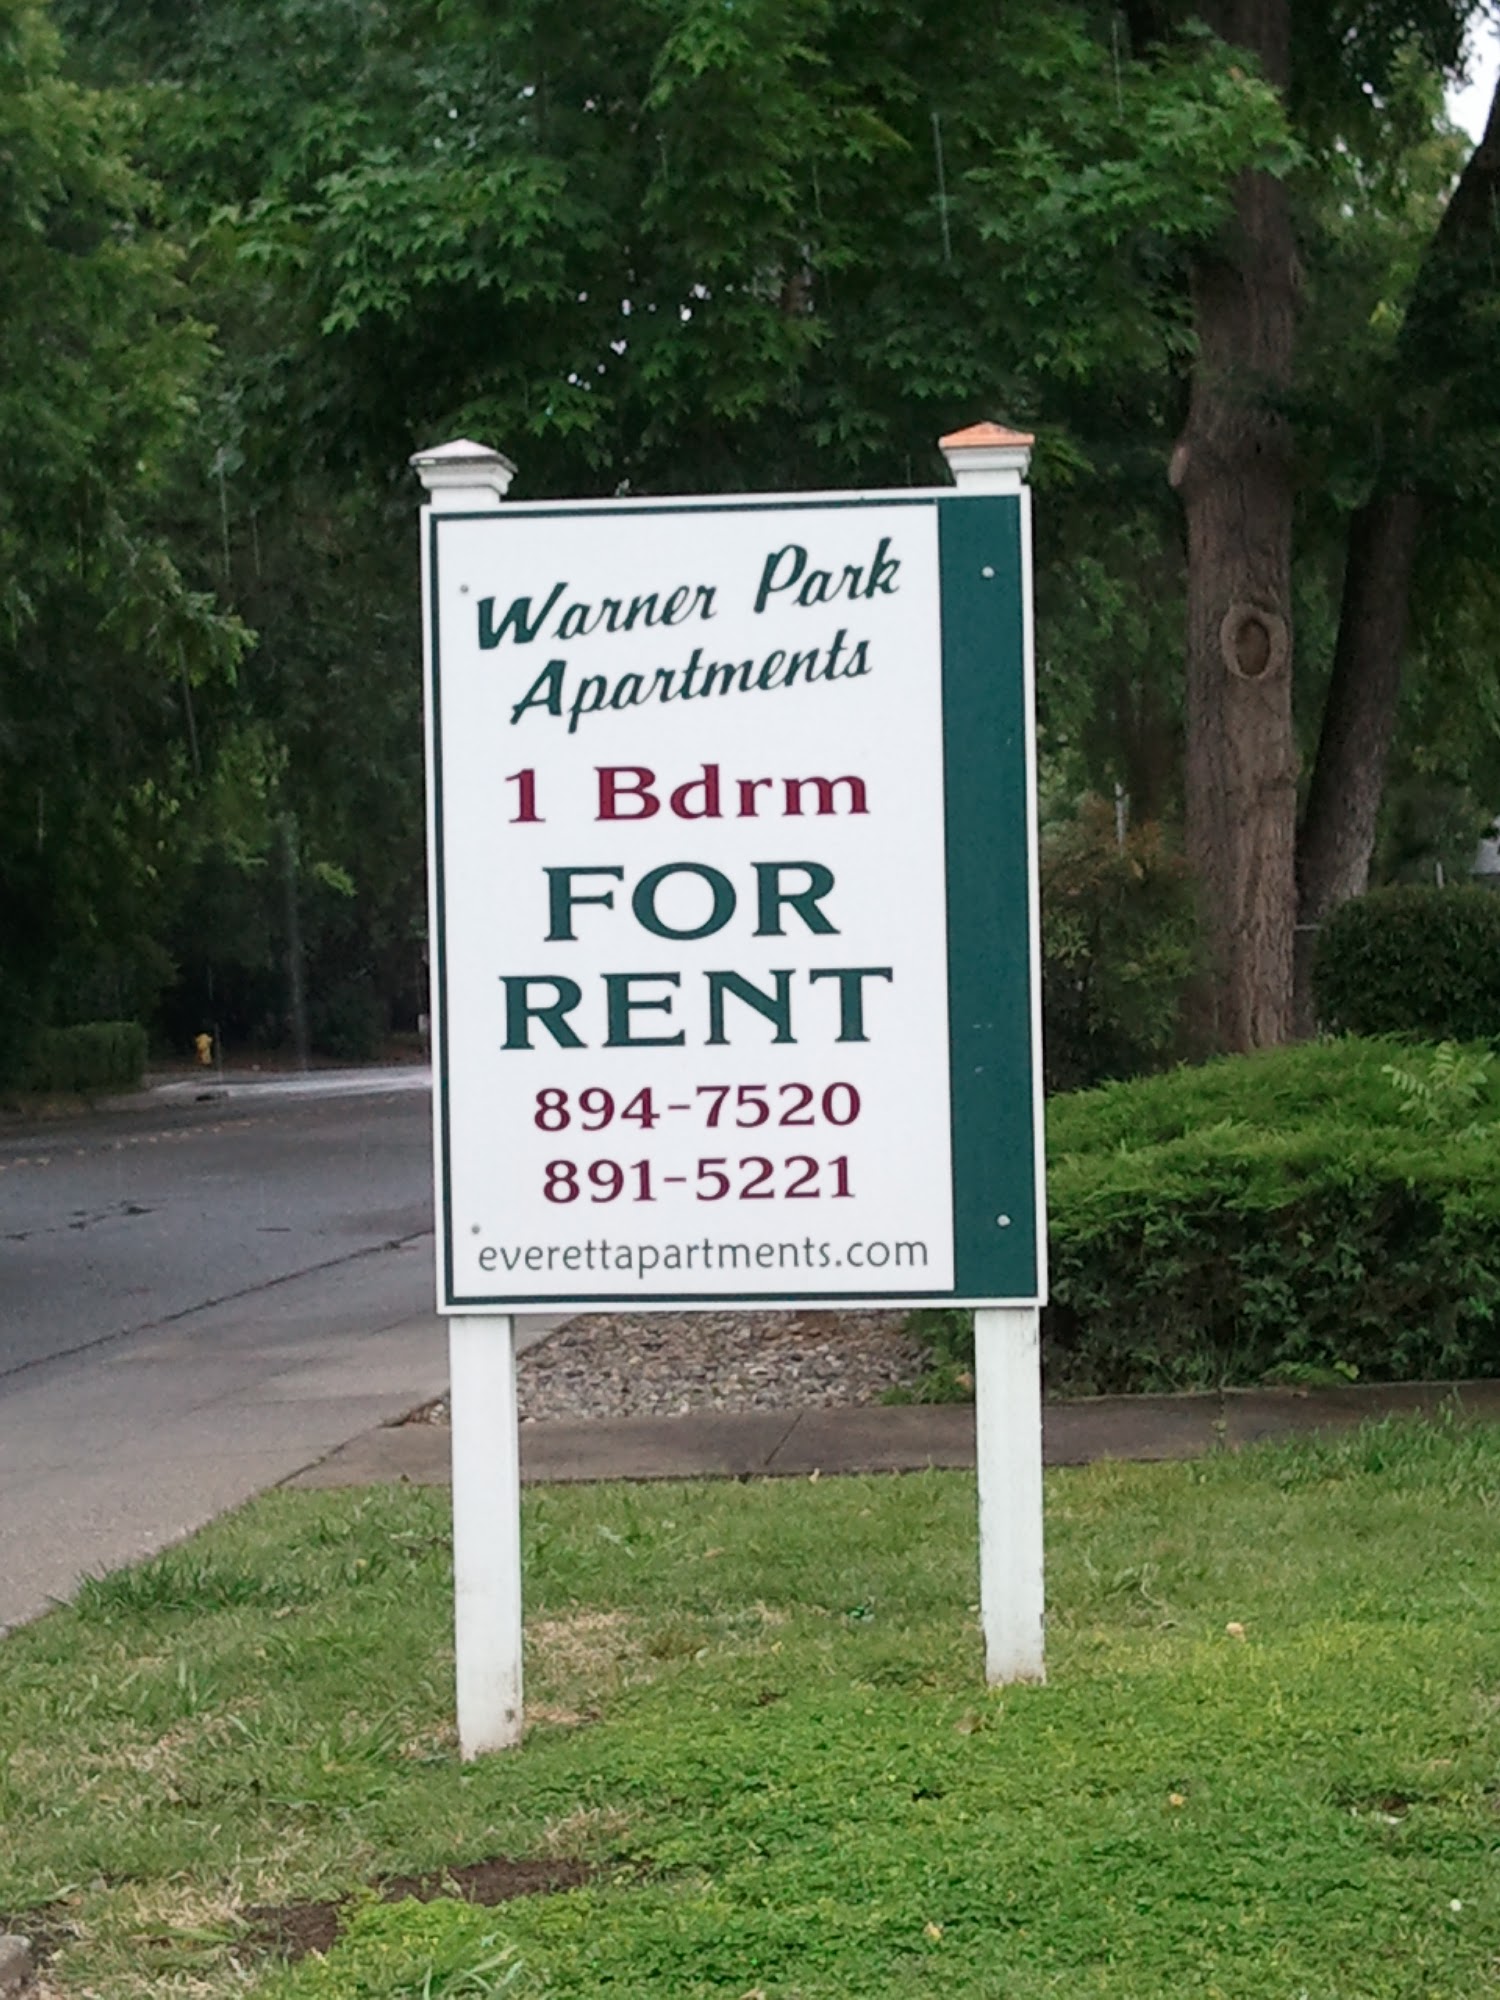 Warner Park
Apartments
1 Bdrm
FOR
RENT
894-7520
891-5221
everettapartments.com